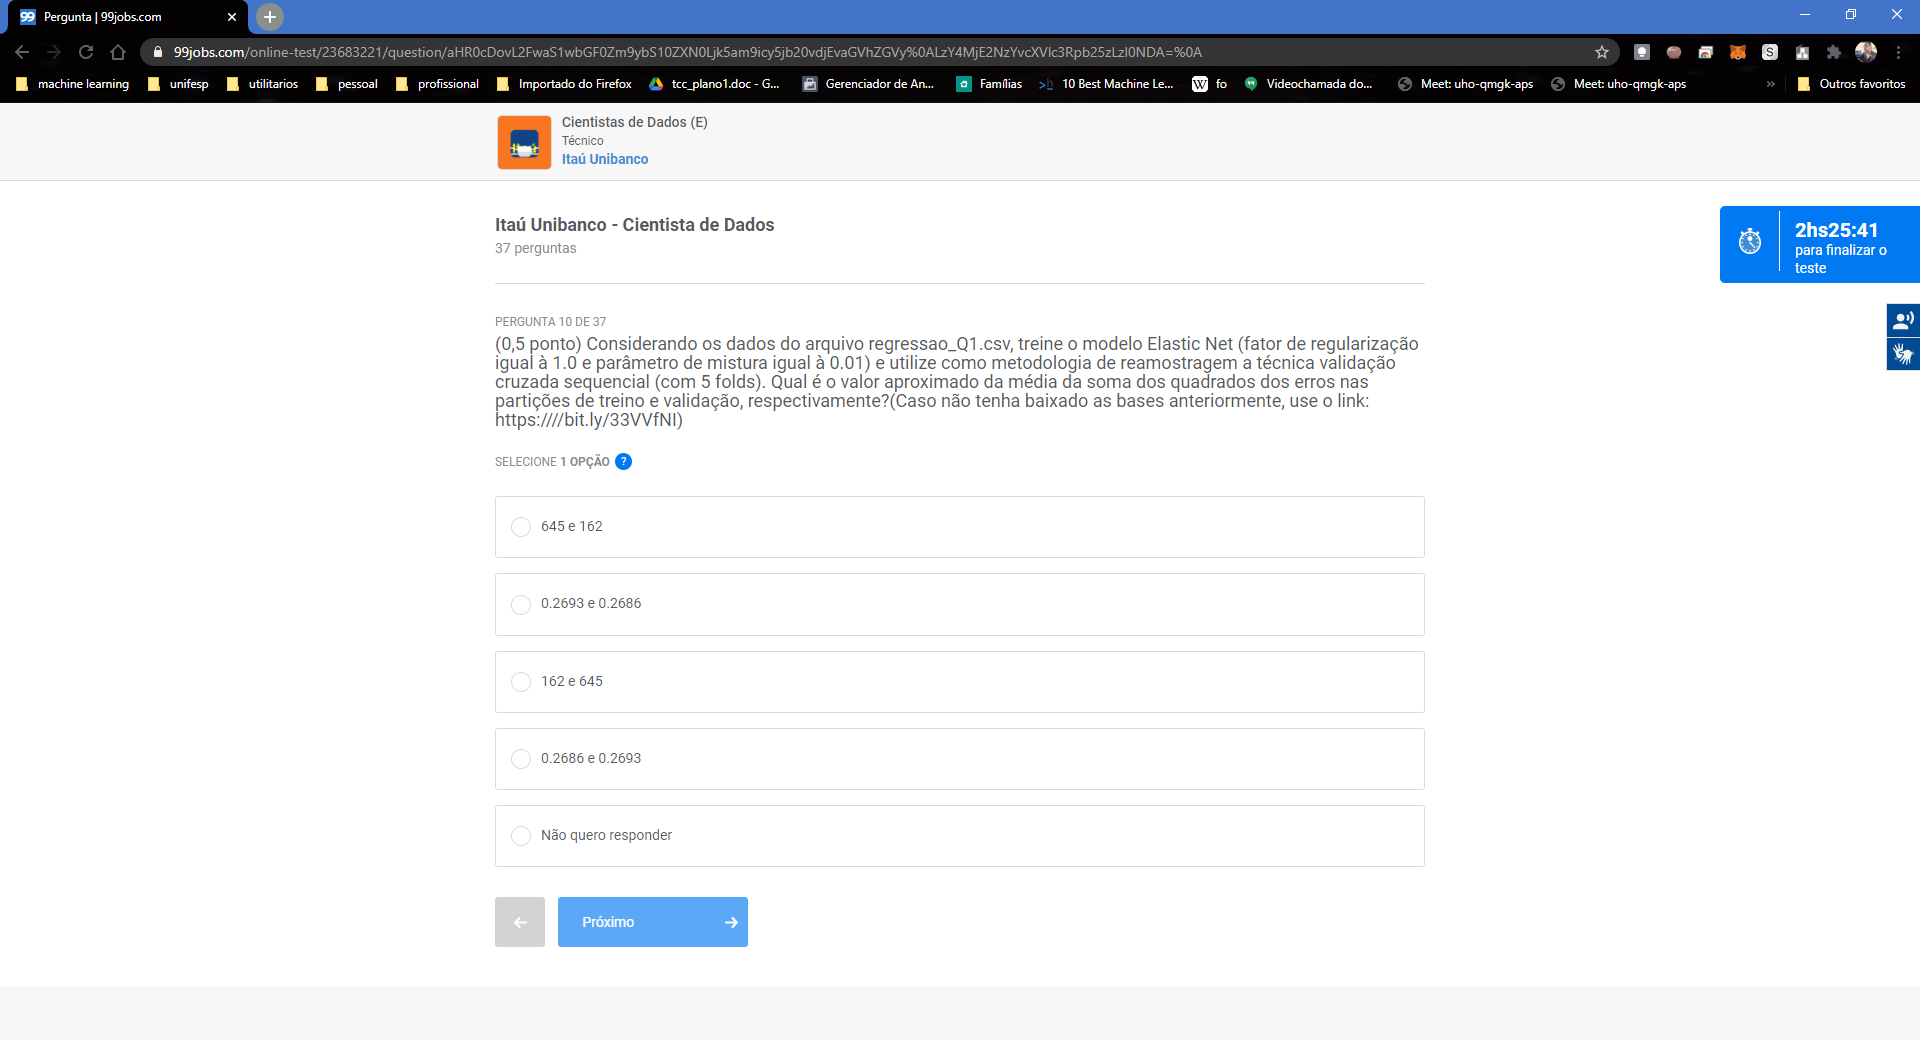 Pergunta | 99jobs.com
99jobs.com/online-test/23683221/question/aHR0cDovL2FwaS1wbGF0Zm9ybS10ZXN0Ljk5am9icy5jb20vdjEvaGVhZGVy%0ALzY4MjE2NzYvcXVlc3Rpb25zLzI0NDA=%0A
machine learning
unifesp
utilitarios
pessoal
profissional
Importado do Firefox
tcc_plano1.doc - G...
Gerenciador de An...
Famílias
10 Best Machine Le...
fo
Videochamada do...
Meet: uho-qmgk-aps
Meet: uho-qmgk-aps
Outros favoritos
Cientistas de Dados (E)
Técnico
Itaú Unibanco
Itaú Unibanco - Cientista de Dados
37 perguntas
2hs25:41
para finalizar o
teste
PERGUNTA 10 DE 37
(0,5 ponto) Considerando os dados do arquivo regressao_Q1.csv, treine o modelo Elastic Net (fator de regularização
igual à 1.0 e parâmetro de mistura igual à 0.01) e utilize como metodologia de reamostragem a técnica validação
cruzada sequencial (com 5 folds). Qual é o valor aproximado da média da soma dos quadrados dos erros nas
partições de treino e validação, respectivamente?(Caso não tenha baixado as bases anteriormente, use o link:
https:////bit.ly/33VVfNI)
SELECIONE 1 OPÇÃO ?
645 e 162
0.2693 e 0.2686
162 e 645
0.2686 e 0.2693
Não quero responder
Próximo